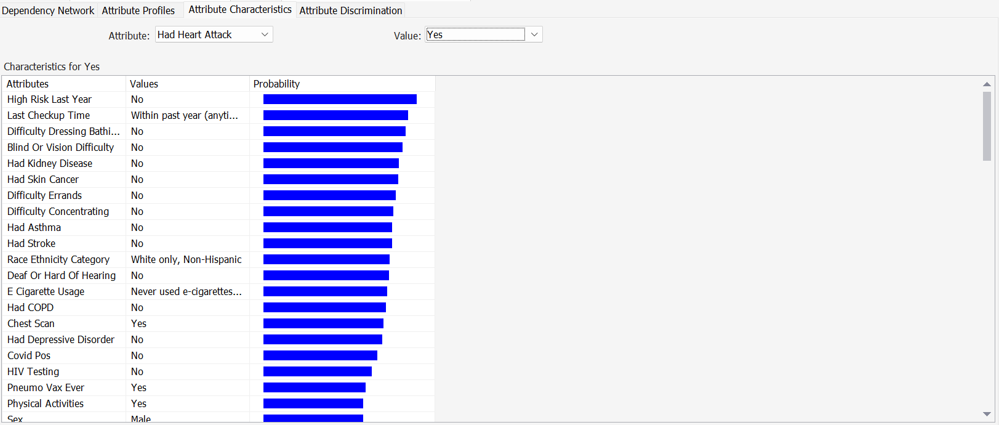 Dependency Network Attribute Profiles Attribute Characteristics Attribute Discrimination
Attribute: Had Heart Attack Value: Yes
Characteristics for Yes
Attributes Values Probability
High Risk Last Year No
Last Checkup Time Within past year (anyti...
Difficulty Dressing Bathi... No
Blind Or Vision Difficulty No
Had Kidney Disease No
Had Skin Cancer No
Difficulty Errands No
Difficulty Concentrating No
Had Asthma No
Had Stroke No
Race Ethnicity Category White only, Non-Hispanic
Deaf Or Hard Of Hearing No
E Cigarette Usage Never used e-cigarettes...
Had COPD No
Chest Scan Yes
Had Depressive Disorder No
Covid Pos No
HIV Testing No
Pneumo Vax Ever Yes
Physical Activities Yes
Sex Male